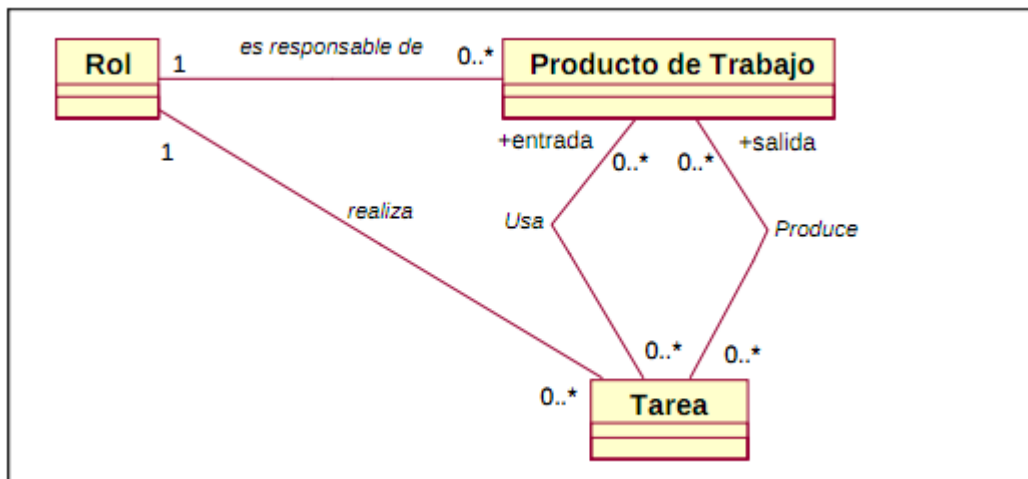 Rol
1
es responsable de
0..*
Producto de Trabajo
+entrada
0..*
0..*
+salida
1
realiza
Usa
Produce
0..*
0..*
0..*
Tarea